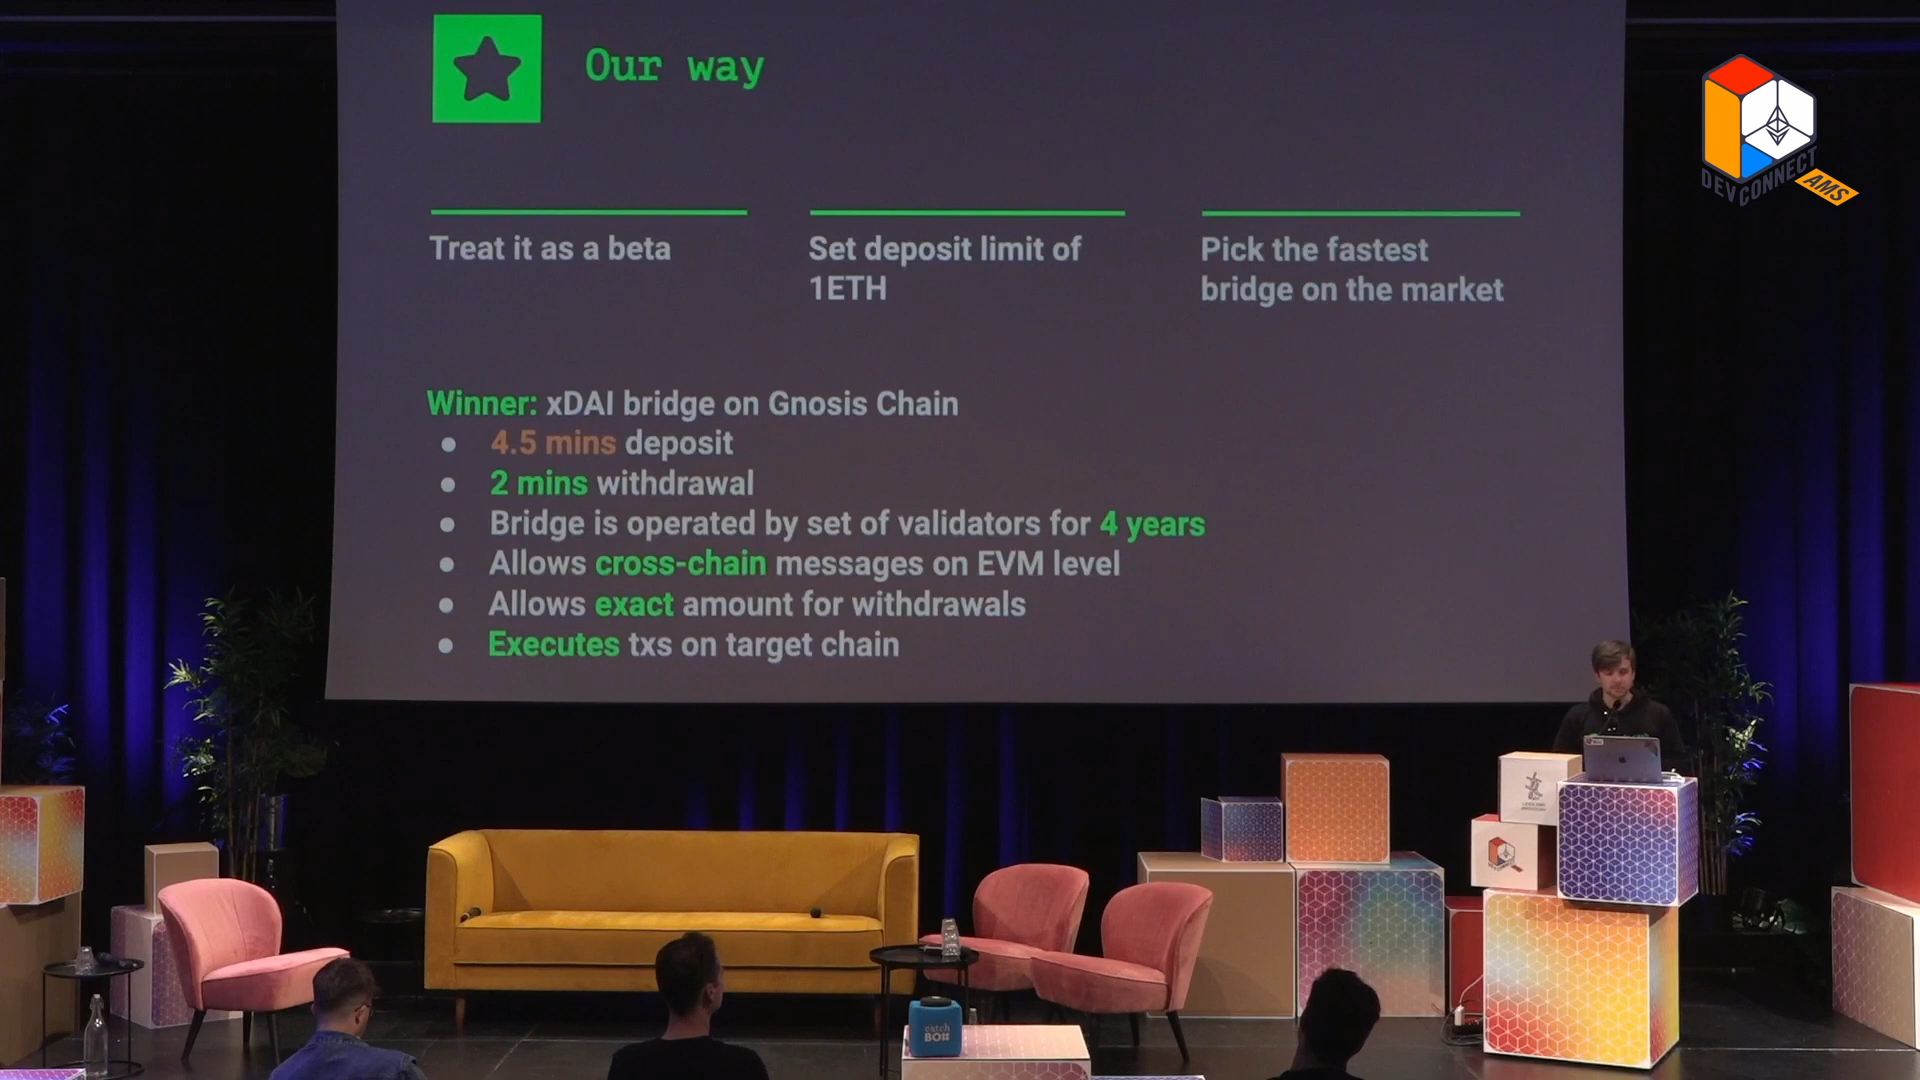 Our way
Treat it as a beta
Set deposit limit of
1ETH
Pick the fastest
bridge on the market
Winner: xDAI bridge on Gnosis Chain
● 4.5 mins deposit
● 2 mins withdrawal
● Bridge is operated by set of validators for 4 years
● Allows cross-chain messages on EVM level
● Allows exact amount for withdrawals
● Executes txs on target chain
DEVCONNECT
AMS
catch
BOX